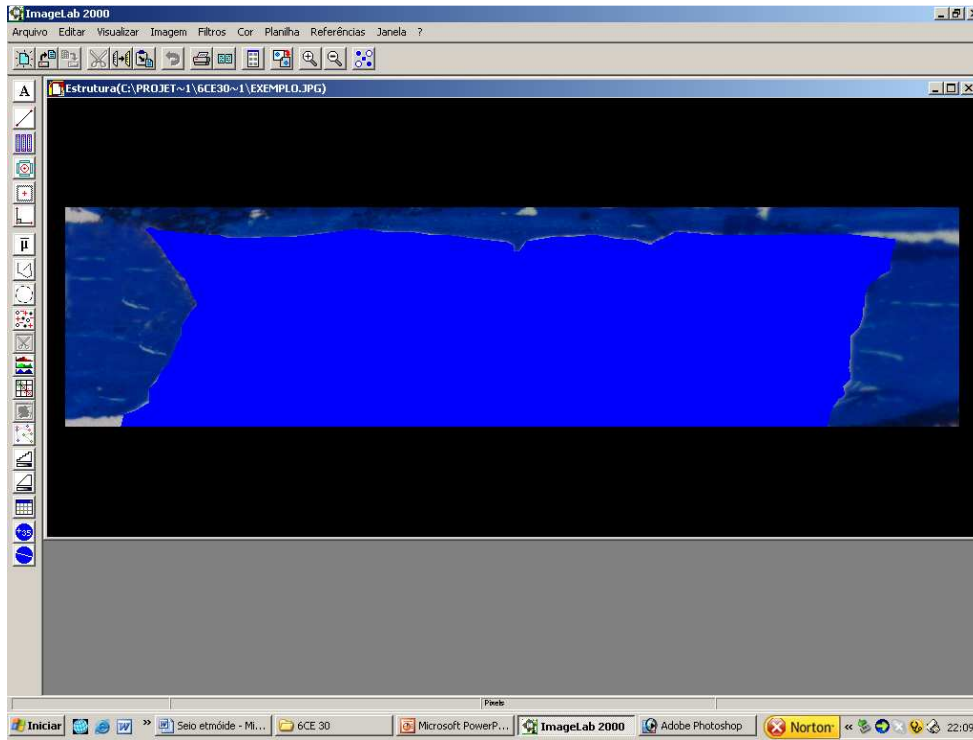 ImageLab 2000
Arquivo Editar Visualizar Imagem Filtros Cor Planilha Referências Janela ?
A
Estrutura(C:\PROJET~1\6CE30~1\EXEMPLO.JPG)
μ
+35
Pixels
Iniciar » Seio etmóide - Mi... 6CE 30 Microsoft PowerP... ImageLab 2000 Adobe Photoshop Norton « 22:09